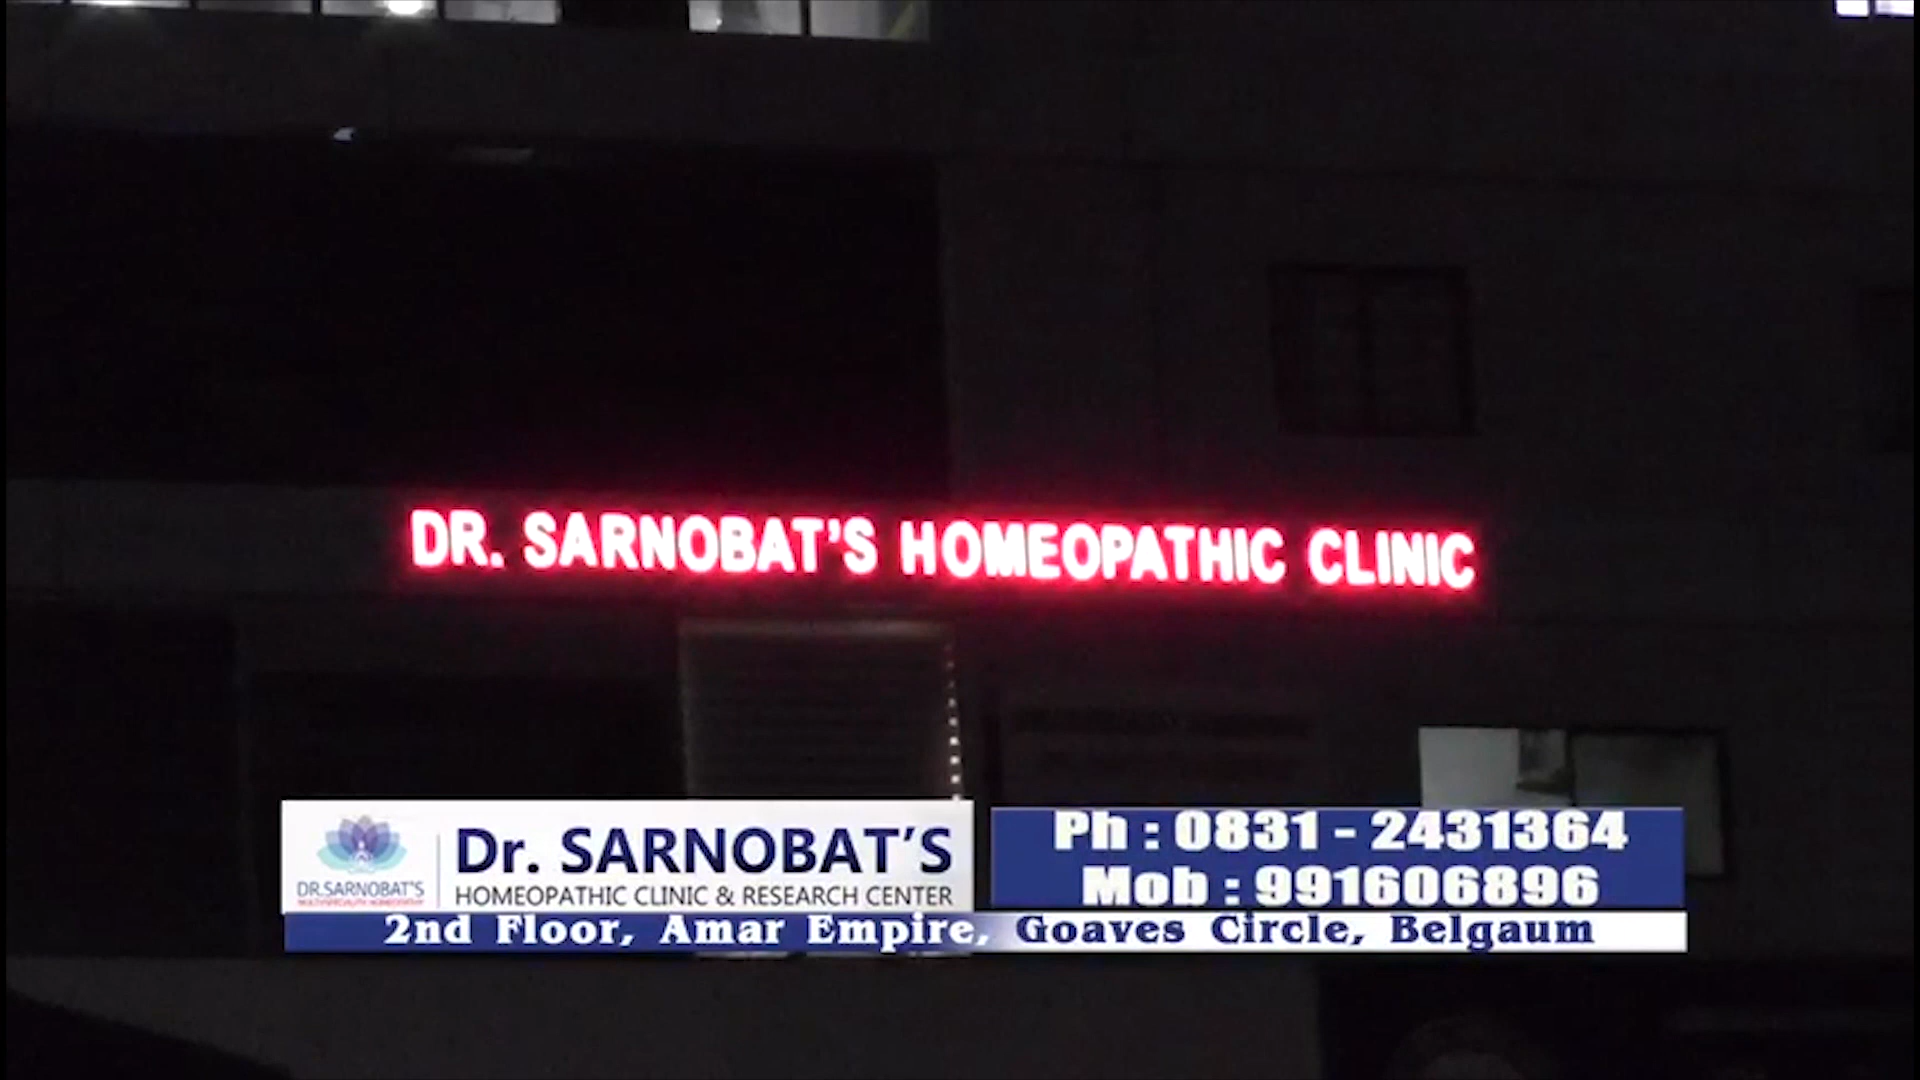 DR. SARNOBAT'S HOMEOPATHIC CLINIC
DR.SARNOBAT'S
Dr. SARNOBAT'S
HOMEOPATHIC CLINIC & RESEARCH CENTER
Ph : 0831 - 2431364
Mob : 991606896
2nd Floor, Amar Empire, Goaves Circle, Belgaum